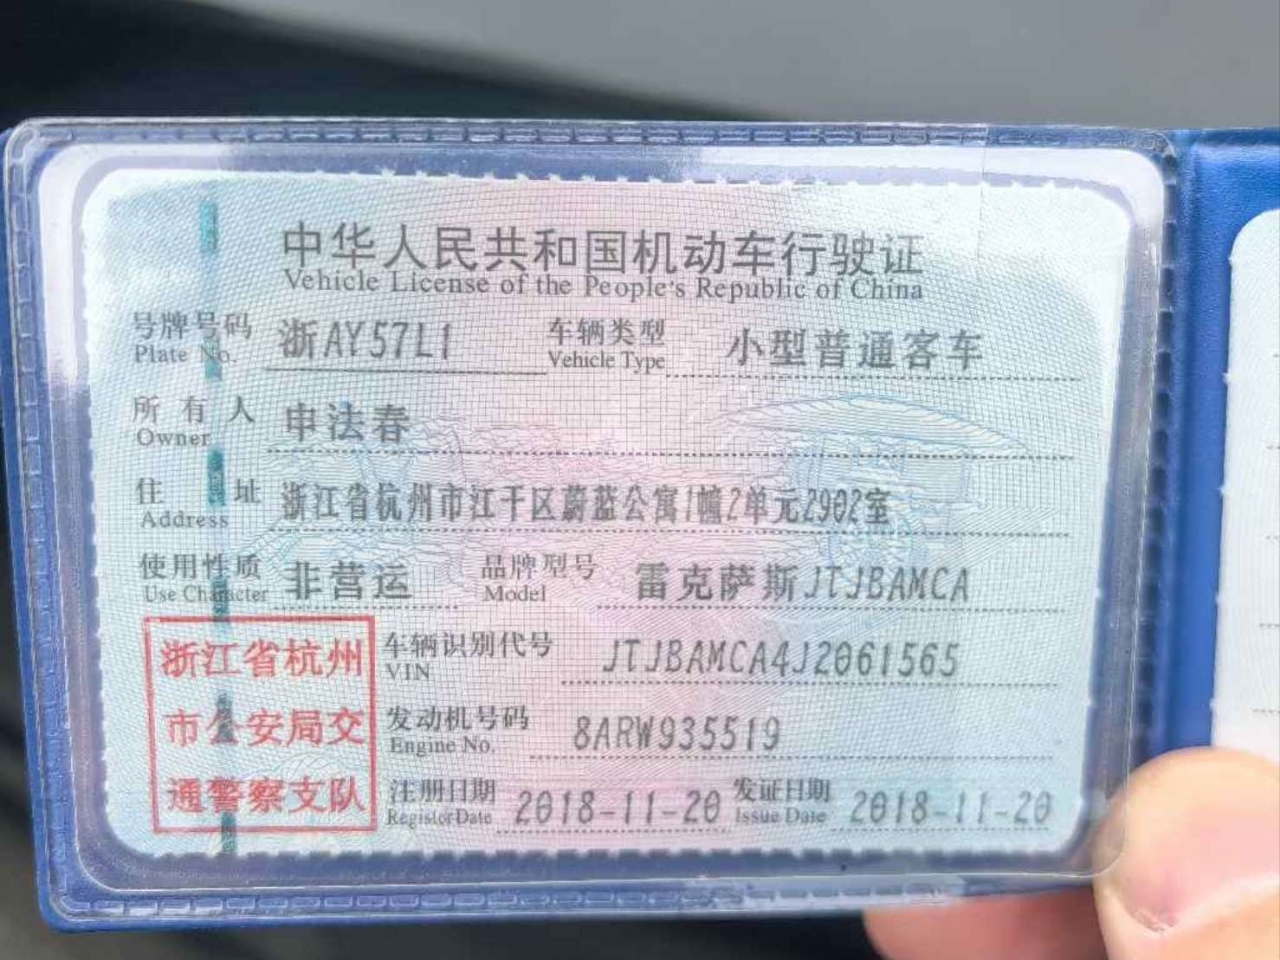 中华人民共和国机动车行驶证
Vehicle License of the People's Republic of China
号牌号码 浙AY57L1 车辆类型 小型普通客车
Plate No. Vehicle Type
所有人 申法春
Owner
住址 浙江省杭州市江干区蔚蓝公寓1幢2单元2902室
Address
使用性质 非营运 品牌型号 雷克萨斯JTJBAMCA
Use Character Model
浙江省杭州 车辆识别代号 JTJBAMCA4J2061565
VIN
市公安局交 发动机号码 8ARW935519
Engine No.
通警察支队 注册日期 2018-11-20 发证日期 2018-11-20
Register Date Issue Date